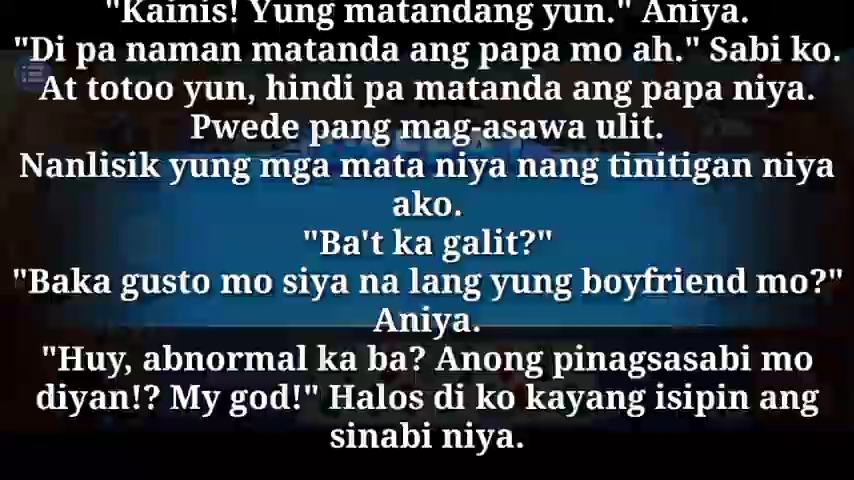 "Kainis! Yung matandang yun." Aniya.
"Di pa naman matanda ang papa mo ah." Sabi ko.
At totoo yun, hindi pa matanda ang papa niya.
Pwede pang mag-asawa ulit.
Nanlisik yung mga mata niya nang tinitigan niya
ako.
"Ba't ka galit?"
"Baka gusto mo siya na lang yung boyfriend mo?"
Aniya.
"Huy, abnormal ka ba? Anong pinagsasabi mo
diyan!? My god!" Halos di ko kayang isipin ang
sinabi niya.